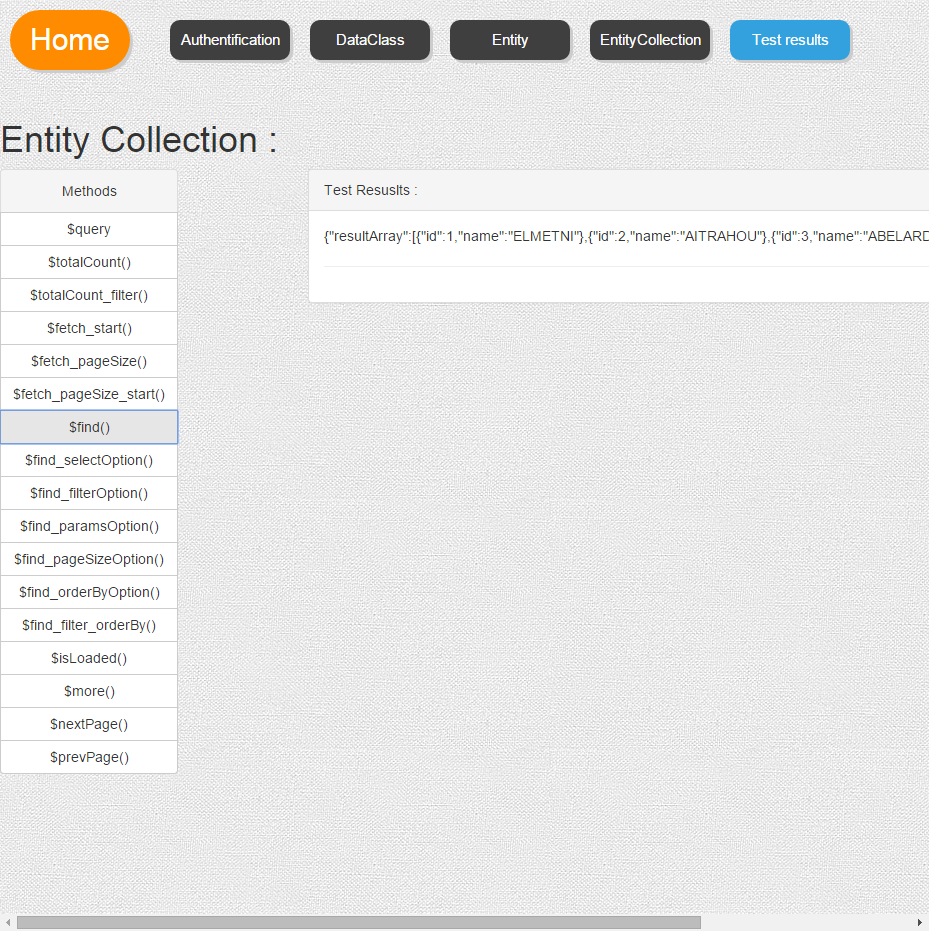 Home
Authentification
DataClass
Entity
EntityCollection
Test results
Entity Collection :
Methods
$query
$totalCount()
$totalCount_filter()
$fetch_start()
$fetch_pageSize()
$fetch_pageSize_start()
$find()
$find_selectOption()
$find_filterOption()
$find_paramsOption()
$find_pageSizeOption()
$find_orderByOption()
$find_filter_orderBy()
$isLoaded()
$more()
$nextPage()
$prevPage()
Test Resuslts :
{"resultArray":[{"id":1,"name":"ELMETNI"},{"id":2,"name":"AITRAHOU"},{"id":3,"name":"ABELARD